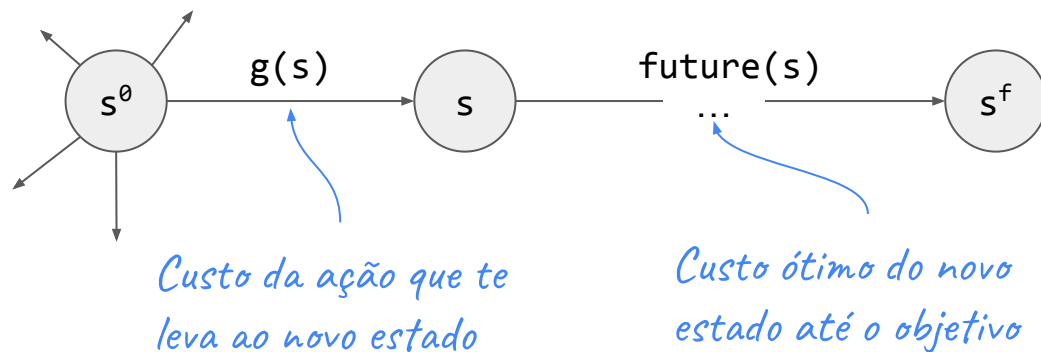 g(s)
future(s)
s⁰
s
...
sᶠ
Custo da ação que te
leva ao novo estado
Custo ótimo do novo
estado até o objetivo